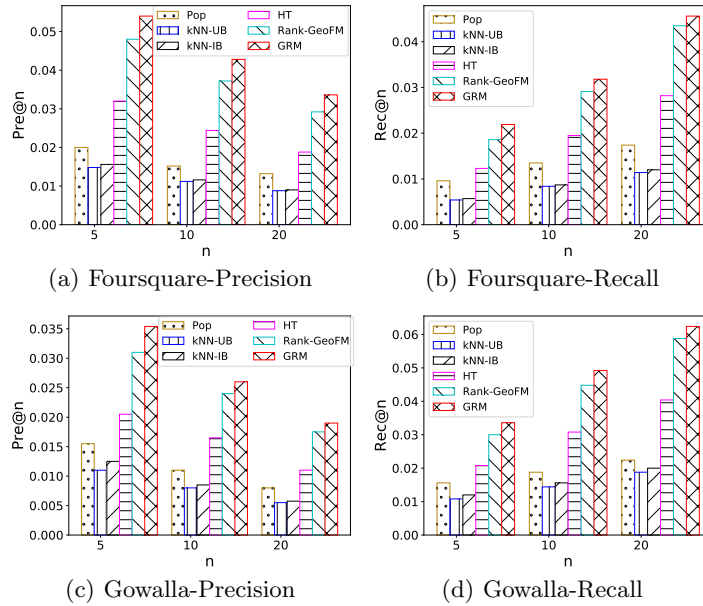 Pre@n
0.05
0.04
0.03
0.02
0.01
0.00
Pop
kNN-UB
kNN-IB
HT
Rank-GeoFM
GRM
5
10
20
n
(a) Foursquare-Precision
Rec@n
0.04
0.03
0.02
0.01
0.00
Pop
kNN-UB
kNN-IB
HT
Rank-GeoFM
GRM
5
10
20
n
(b) Foursquare-Recall
Pre@n
0.035
0.030
0.025
0.020
0.015
0.010
0.005
0.000
Pop
kNN-UB
kNN-IB
HT
Rank-GeoFM
GRM
5
10
20
n
(c) Gowalla-Precision
Rec@n
0.06
0.05
0.04
0.03
0.02
0.01
0.00
Pop
kNN-UB
kNN-IB
HT
Rank-GeoFM
GRM
5
10
20
n
(d) Gowalla-Recall